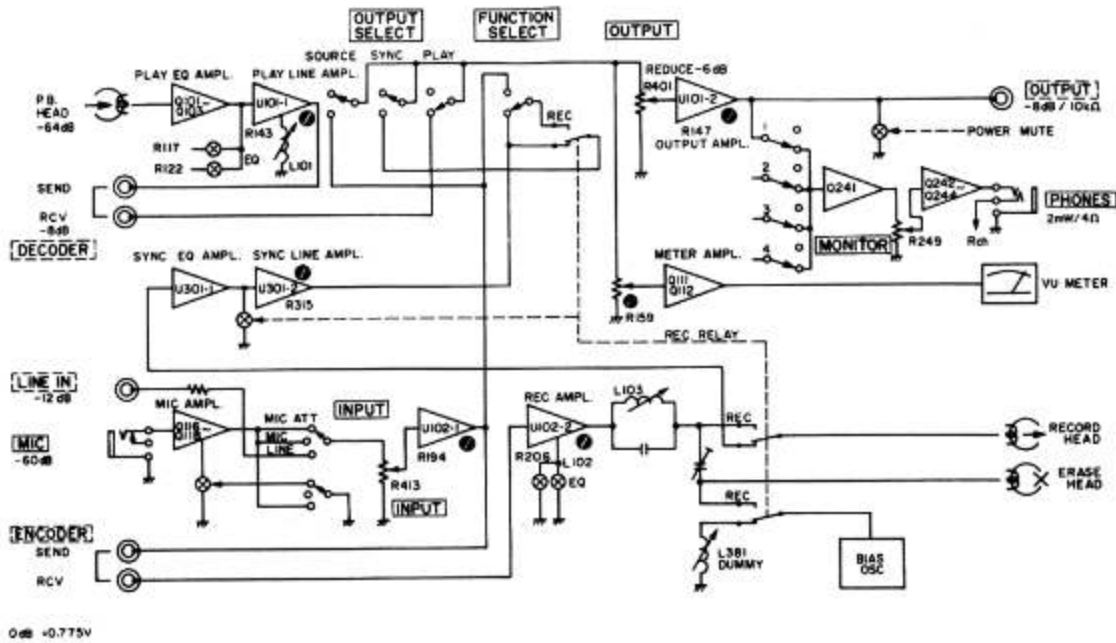 OUTPUT SELECT
FUNCTION SELECT
OUTPUT
SOURCE SYNC PLAY
PLAY EQ AMPL. PLAY LINE AMPL.
REDUCE -6dB
R401
P.B. HEAD
-64dB
Q101~
Q103
U101-1
U101-2
OUTPUT
-8dB / 10kΩ
R143
REC
R147
OUTPUT AMPL.
POWER MUTE
R117
R122
EQ
L101
1
2
3
4
SEND
RCV
-8dB
DECODER
Q241
Q242~
Q244
PHONES
2mW/4Ω
MONITOR
R249
Rch
SYNC EQ AMPL. SYNC LINE AMPL.
METER AMPL.
U301-1
U301-2
R315
Q111
Q112
R159
VU METER
REC RELAY
LINE IN
-12dB
MIC AMPL.
Q116~
MIC ATT
MIC
LINE
INPUT
REC AMPL.
L103
MIC
-60dB
U102-1
R194
U102-2
R206
L102
EQ
REC
RECORD HEAD
R413
INPUT
ERASE HEAD
REC
ENCODER
SEND
RCV
L381
DUMMY
BIAS OSC
0dB =0.775V